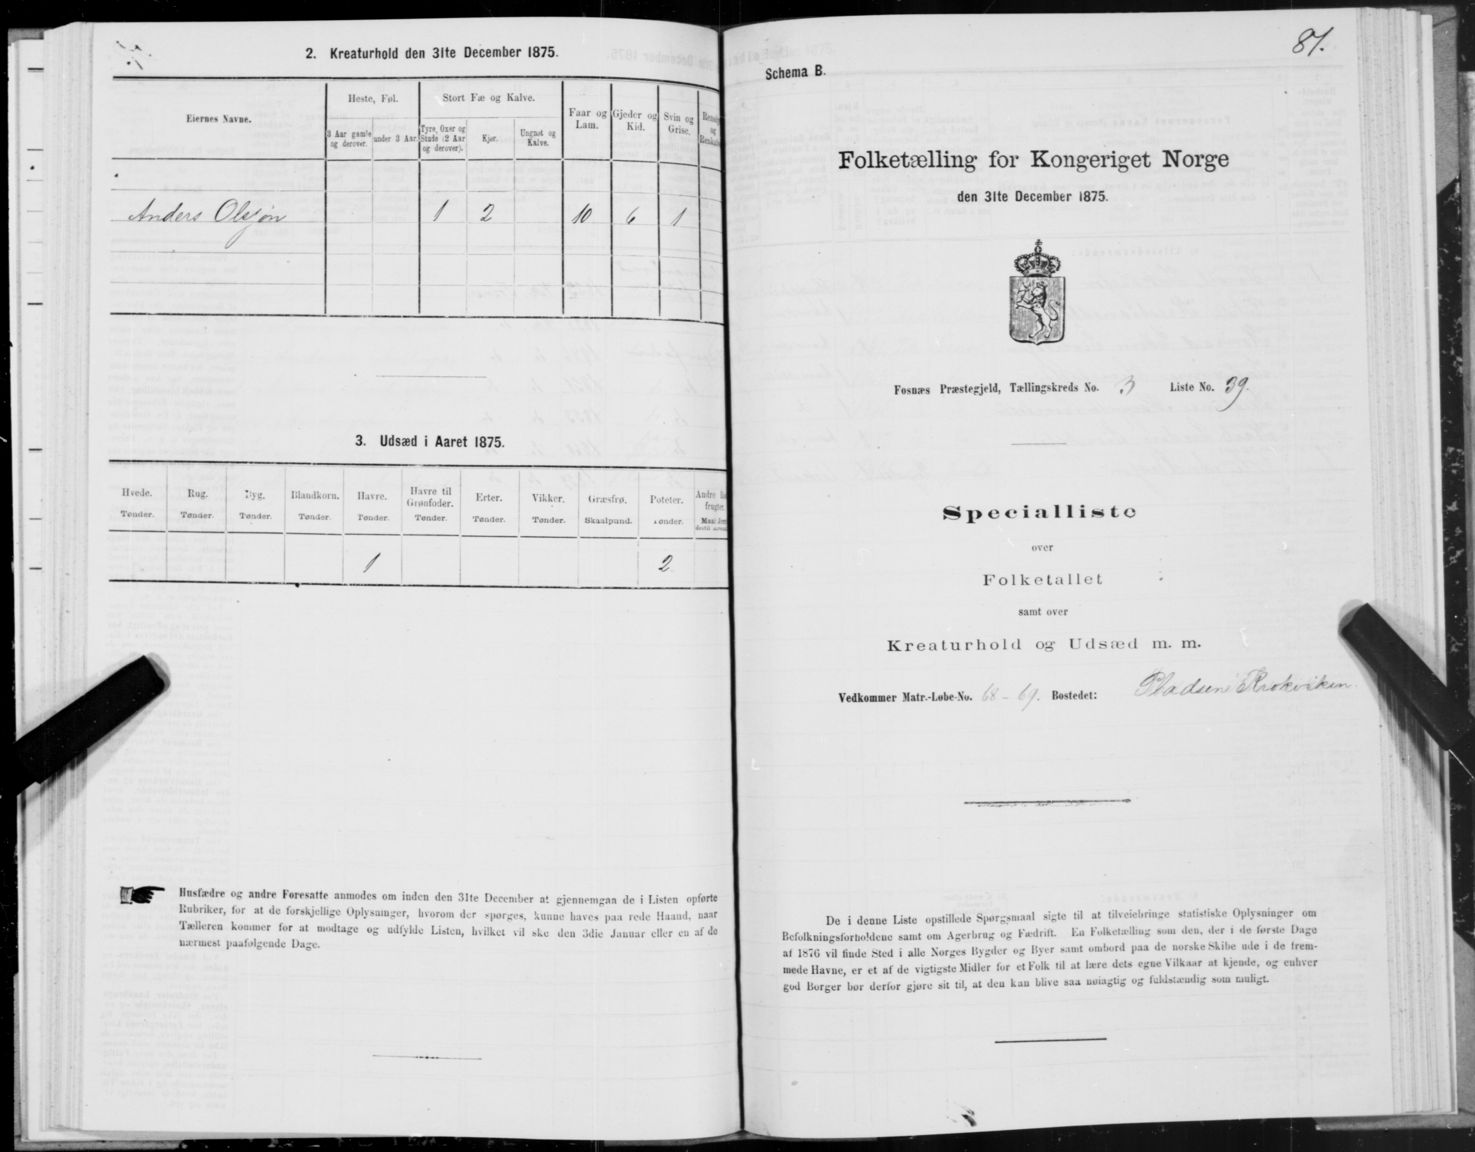 2. Kreaturhold den 31te December 1875.
Eiernes Navne.
Heste, Føl.
Stort Fæ og Kalve.
Faar og Lam.
Gjeder og Kid.
Svin og Grise.
3 Aar gamle og derover.
under 3 Aar.
Tyre, Oxer og Stude (2 Aar og derover).
Kjør.
Ungnøt og Kalve.
Anders Olsøn 1 2 10 6 1
3. Udsæd i Aaret 1875.
Hvede. Rug. Byg. Blandkorn. Havre. Havre til Grønfoder. Erter. Vikker. Græsfrø. Poteter.
Tønder. Tønder. Tønder. Tønder. Tønder. Tønder. Tønder. Tønder. Skaalpund. Tønder.
1 2
Husfædre og andre Foresatte anmodes om inden den 31te December at gjennemgaa de i Listen opførte
Rubriker, for at de forskjellige Oplysninger, hvorom der spørges, kunne haves paa rede Haand, naar
Tælleren kommer for at modtage og udfylde Listen, hvilket vil ske den 3die Januar eller en af de
nærmest paafølgende Dage.
81.
Schema B.
Folketælling for Kongeriget Norge
den 31te December 1875.
Fosnæs Præstegjeld, Tællingskreds No. 3 Liste No. 39.
Specialliste
over
Folketallet
samt over
Kreaturhold og Udsæd m. m.
Vedkommer Matr.-Løbe-No. 68-69. Bostedet: Pladsen Krokviken.
De i denne Liste opstillede Spørgsmaal sigte til at tilveiebringe statistiske Oplysninger om
Befolkningsforholdene samt om Agerbrug og Fædrift. En Folketælling som den, der i de første Dage
af 1876 vil finde Sted i alle Norges Bygder og Byer samt ombord paa de norske Skibe ude i de frem-
mede Havne, er et af de vigtigste Midler for et Folk til at lære dets egne Vilkaar at kjende, og enhver
god Borger bør derfor gjøre sit til, at den kan blive saa nøiagtig og fuldstændig som muligt.